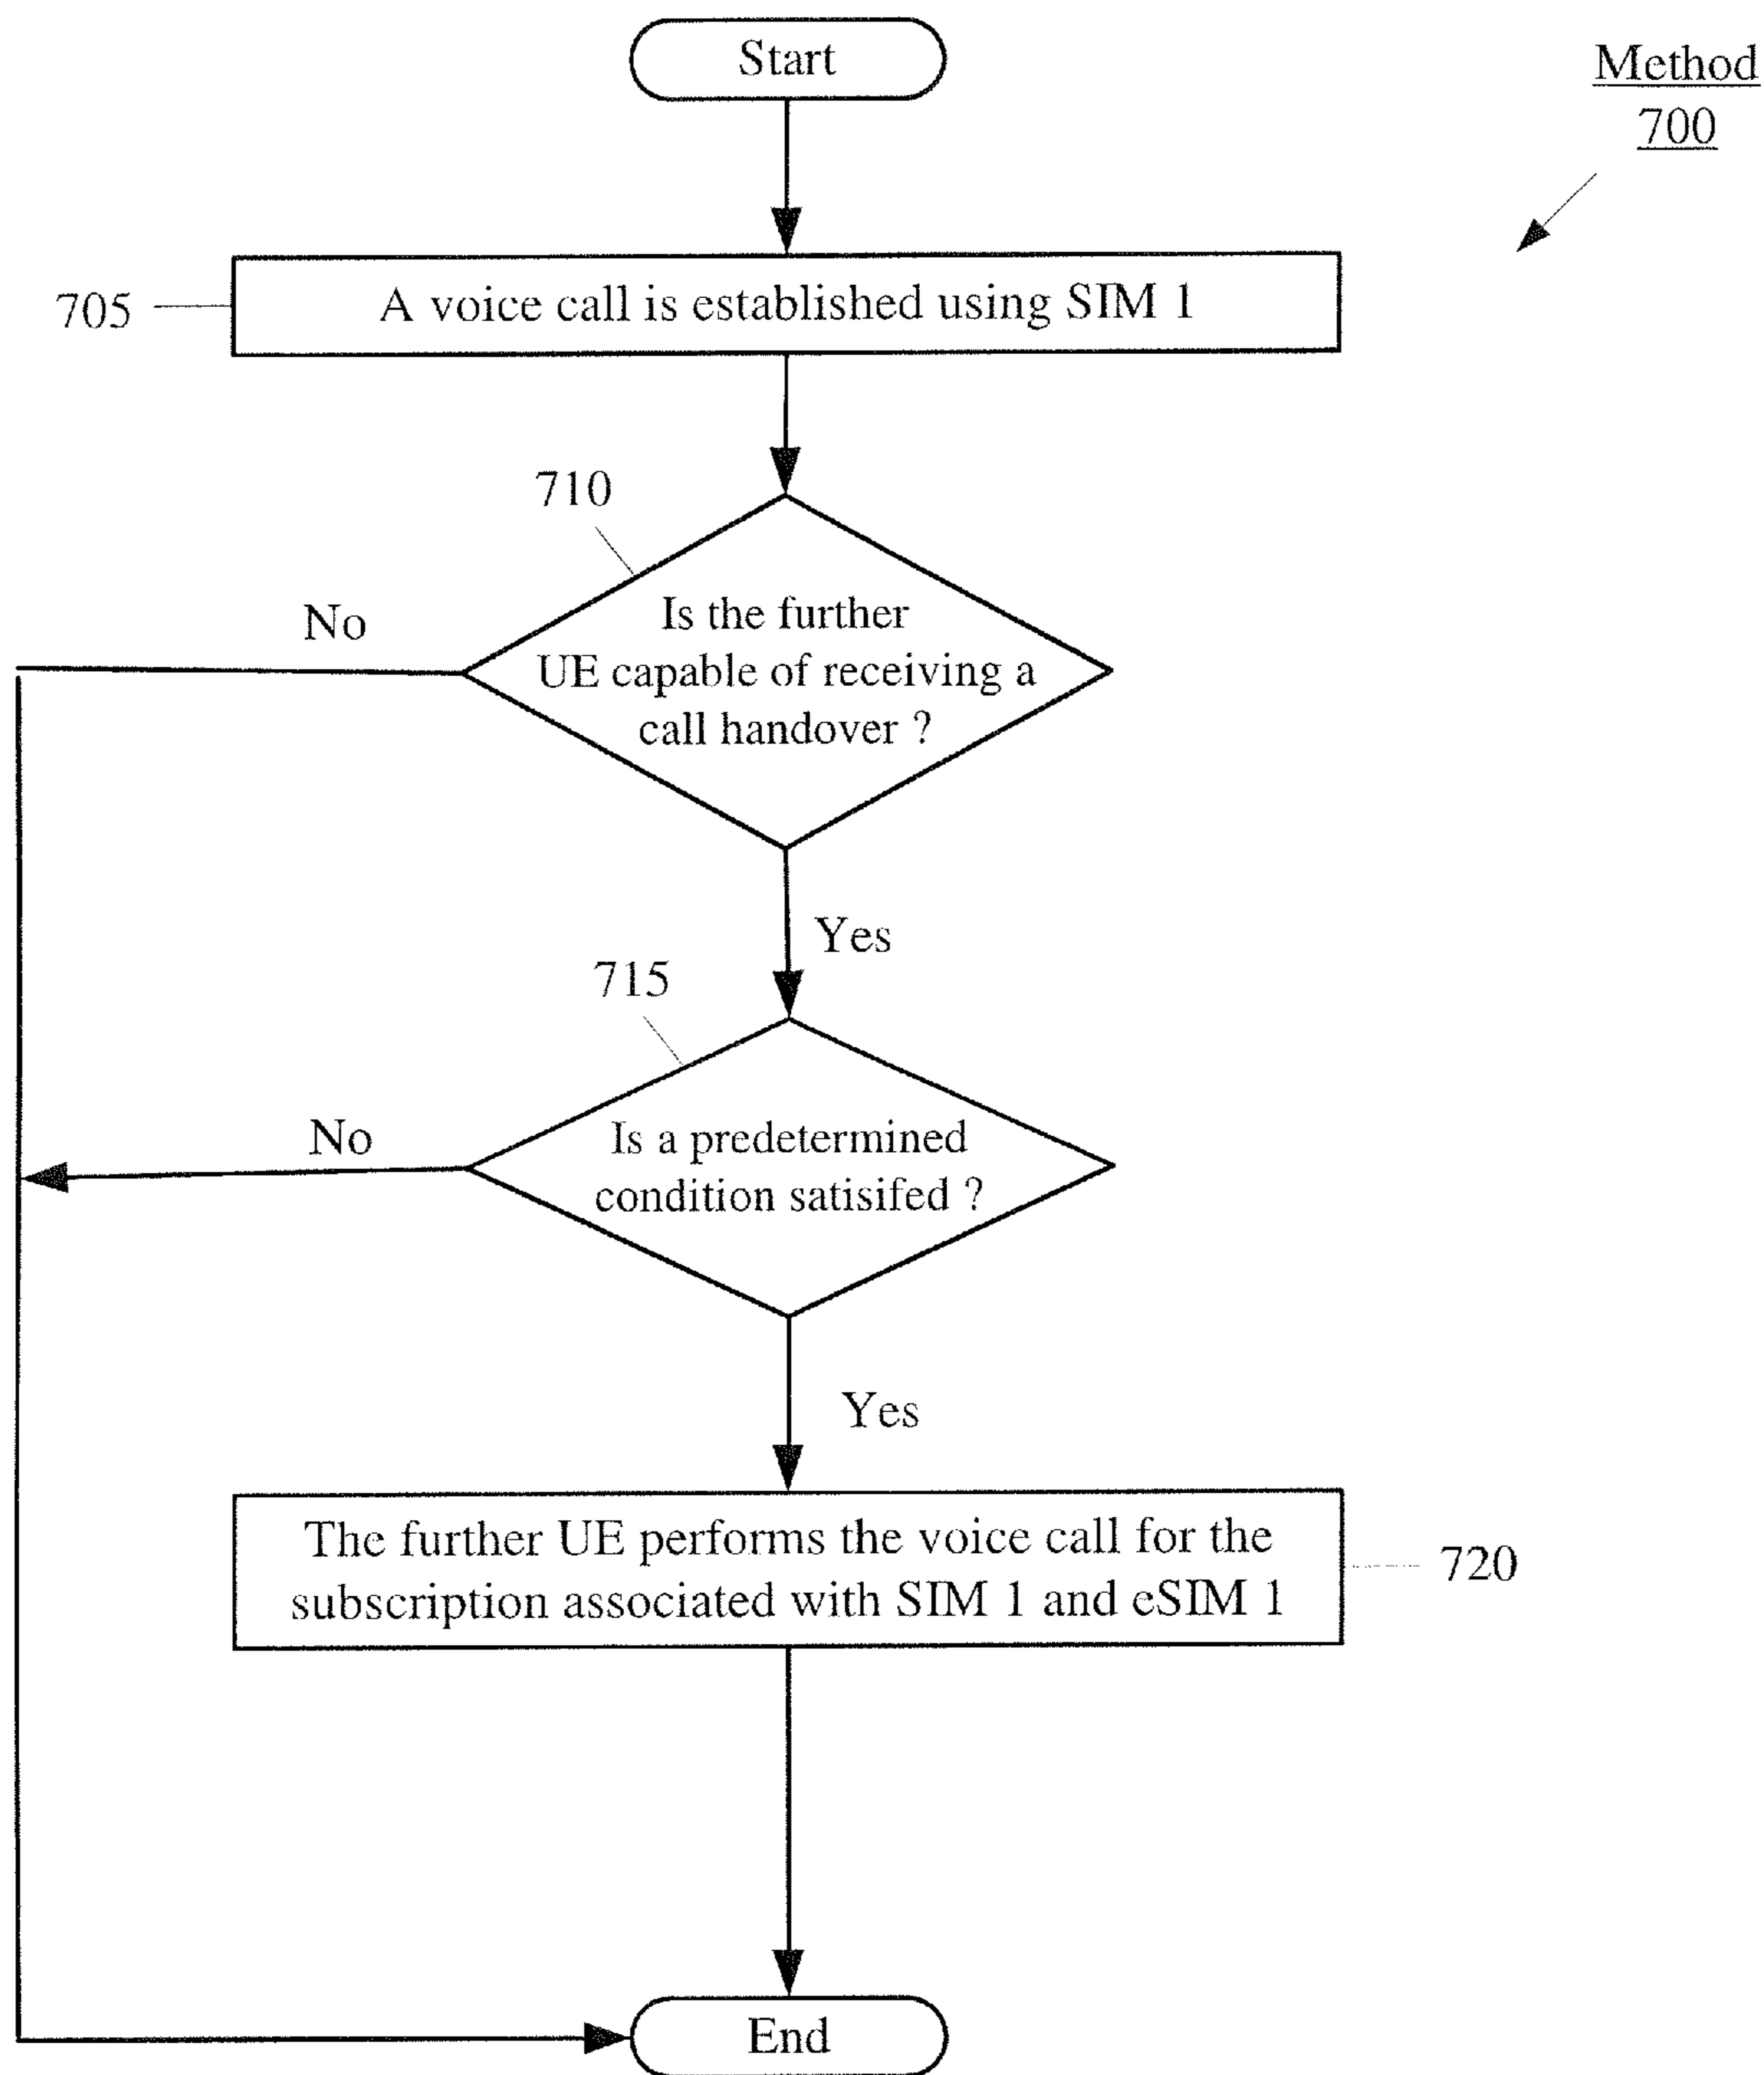 Start
Method
700
705
A voice call is established using SIM 1
710
No
Is the further
UE capable of receiving a
call handover ?
Yes
715
No
Is a predetermined
condition satisifed ?
Yes
The further UE performs the voice call for the
subscription associated with SIM 1 and eSIM 1
720
End